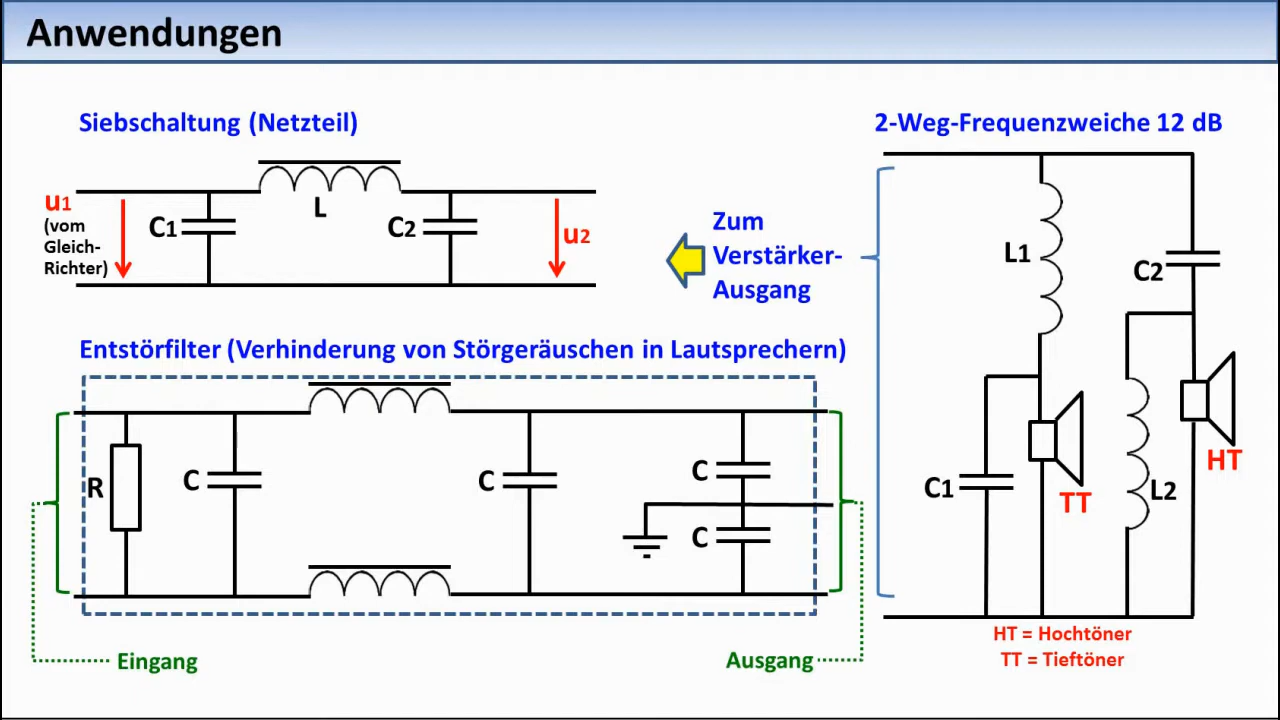 Anwendungen
Siebschaltung (Netzteil)
u1
(vom
Gleich-
Richter)
C1
L
C2
u2
Zum
Verstärker-
Ausgang
2-Weg-Frequenzweiche 12 dB
L1
C2
C1
TT
L2
HT
HT = Hochtöner
TT = Tieftöner
Entstörfilter (Verhinderung von Störgeräuschen in Lautsprechern)
R
C
C
C
C
Eingang
Ausgang